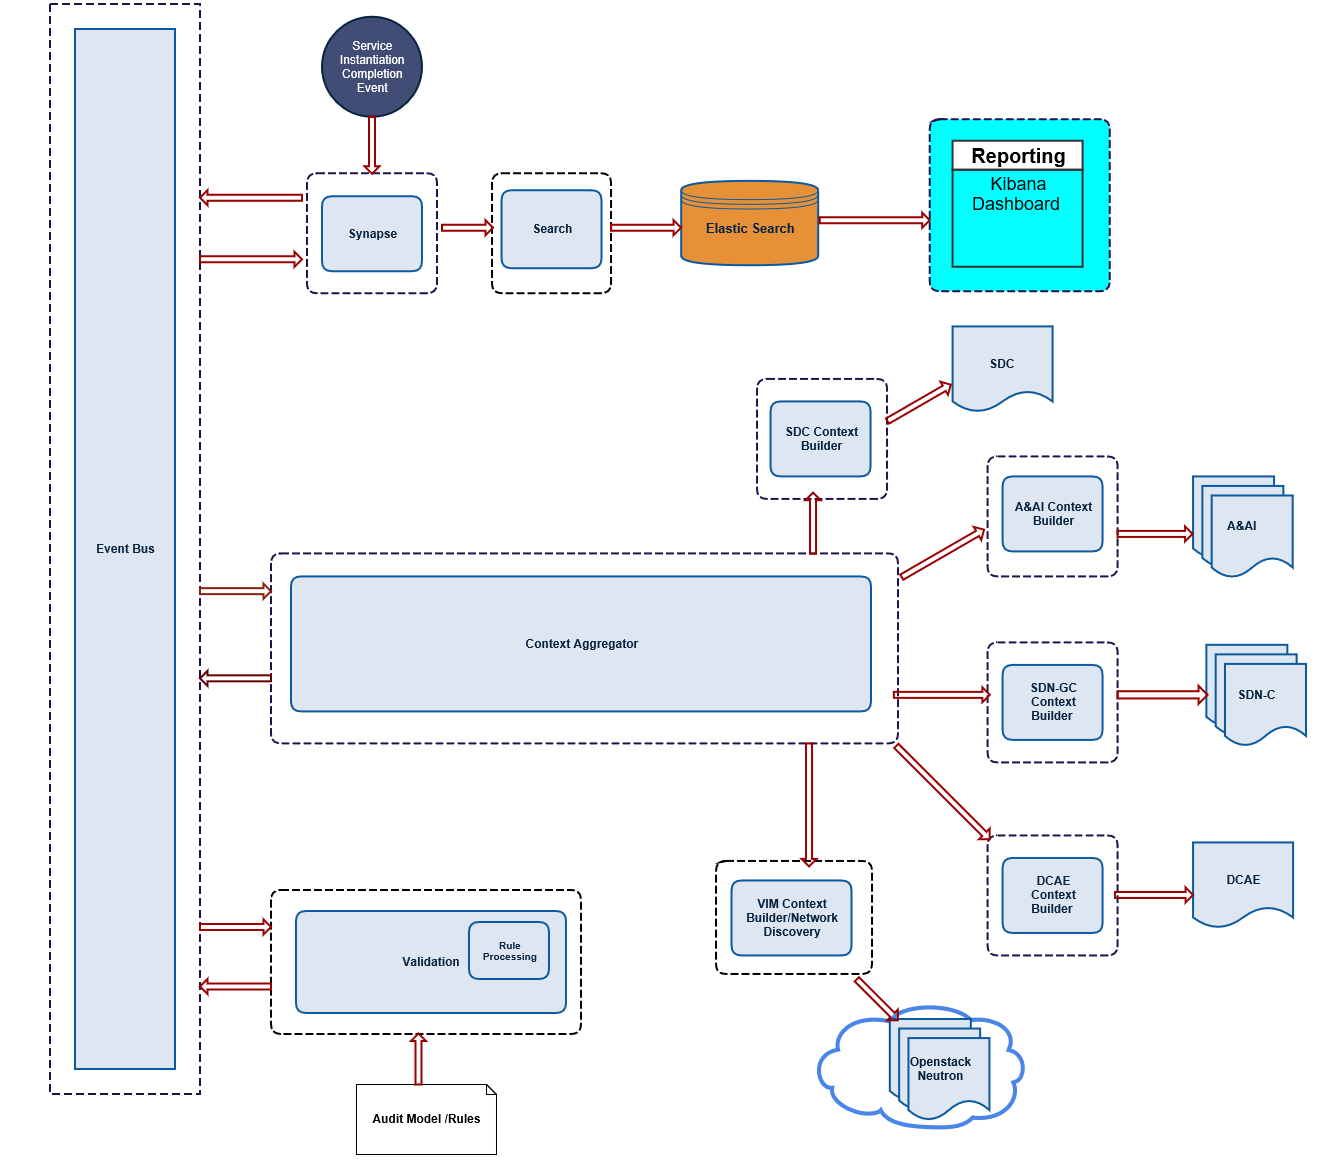 Service
Instantiation
Completion
Event
Synapse
Search
Elastic Search
Reporting
Kibana
Dashboard
SDC
SDC Context
Builder
A&AI Context
Builder
A&AI
Event Bus
Context Aggregator
SDN-GC
Context
Builder
SDN-C
DCAE
Context
Builder
DCAE
VIM Context
Builder/Network
Discovery
Validation
Rule
Processing
Openstack
Neutron
Audit Model /Rules